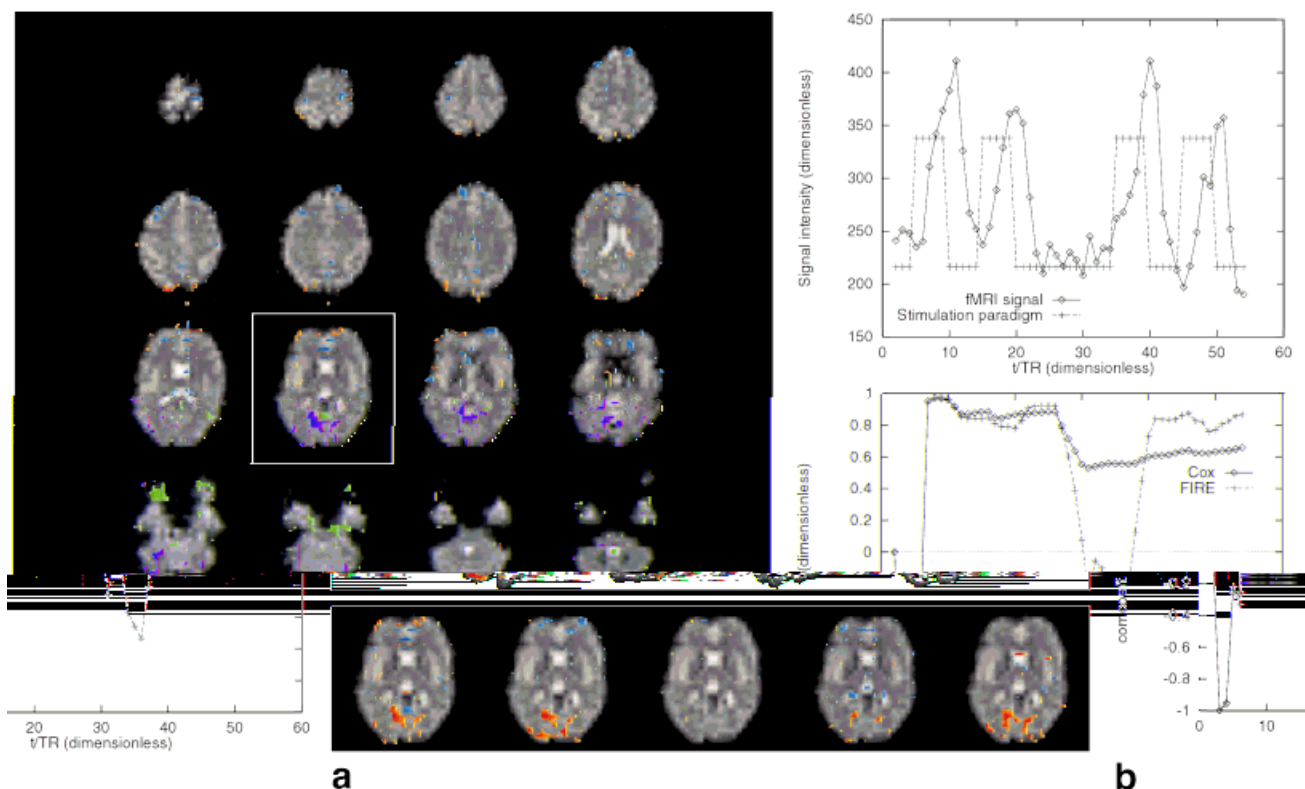 450
400
350
300
250
200
150
Signal intensity (dimensionless)
fMRI signal
Stimulation paradigm
0 10 20 30 40 50 60
t/TR (dimensionless)
1
0.8
0.6
0.4
0.2
0
(dimensionless)
Cox
FIRE
-0.4
-0.6
-0.8
-1
0 10
20 30 40 50 60
t/TR (dimensionless)
a
b